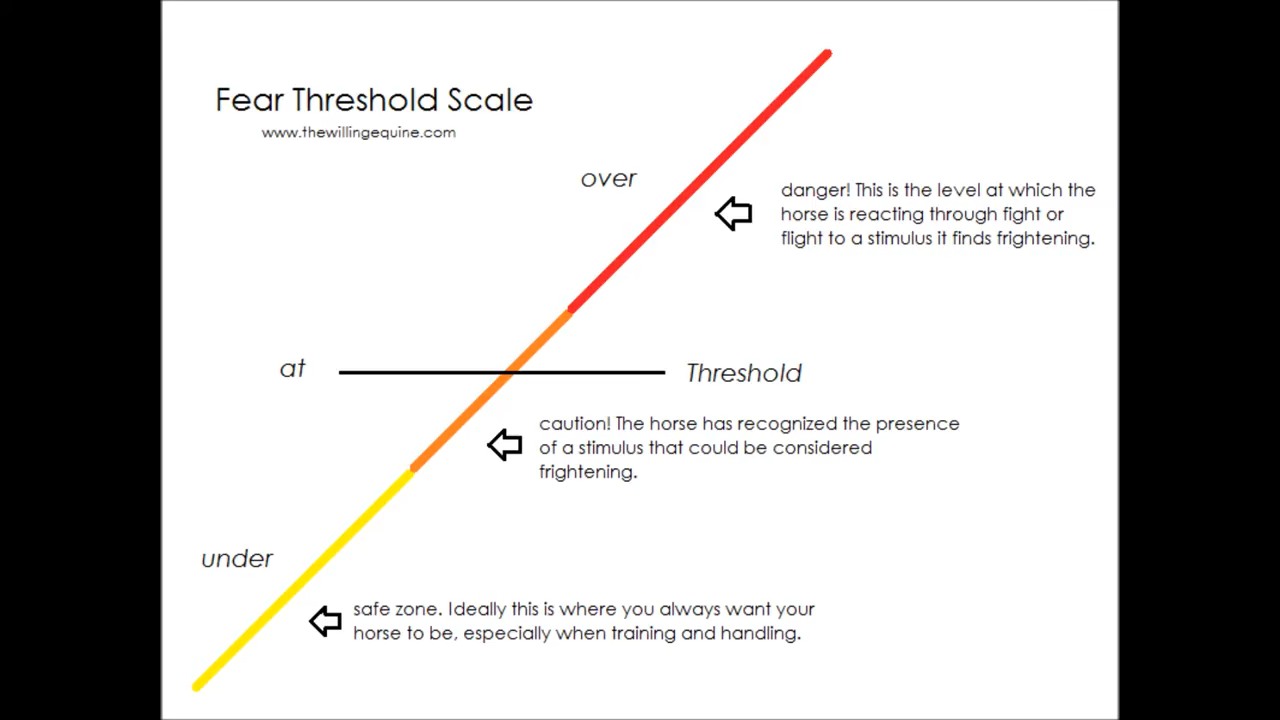 Fear Threshold Scale
www.thewillingequine.com
over
danger! This is the level at which the
horse is reacting through fight or
flight to a stimulus it finds frightening.
at
Threshold
caution! The horse has recognized the presence
of a stimulus that could be considered
frightening.
under
safe zone. Ideally this is where you always want your
horse to be, especially when training and handling.